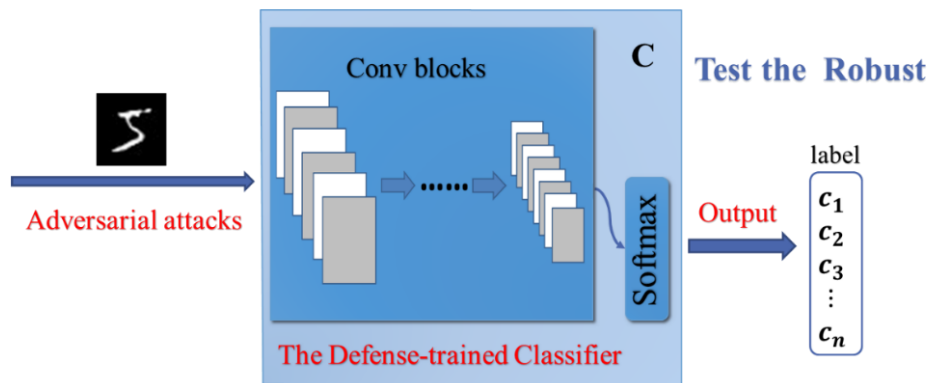 C
Conv blocks
Test the Robust
Adversarial attacks
......
Softmax
Output
label
c₁
c₂
c₃
⋮
cₙ
The Defense-trained Classifier